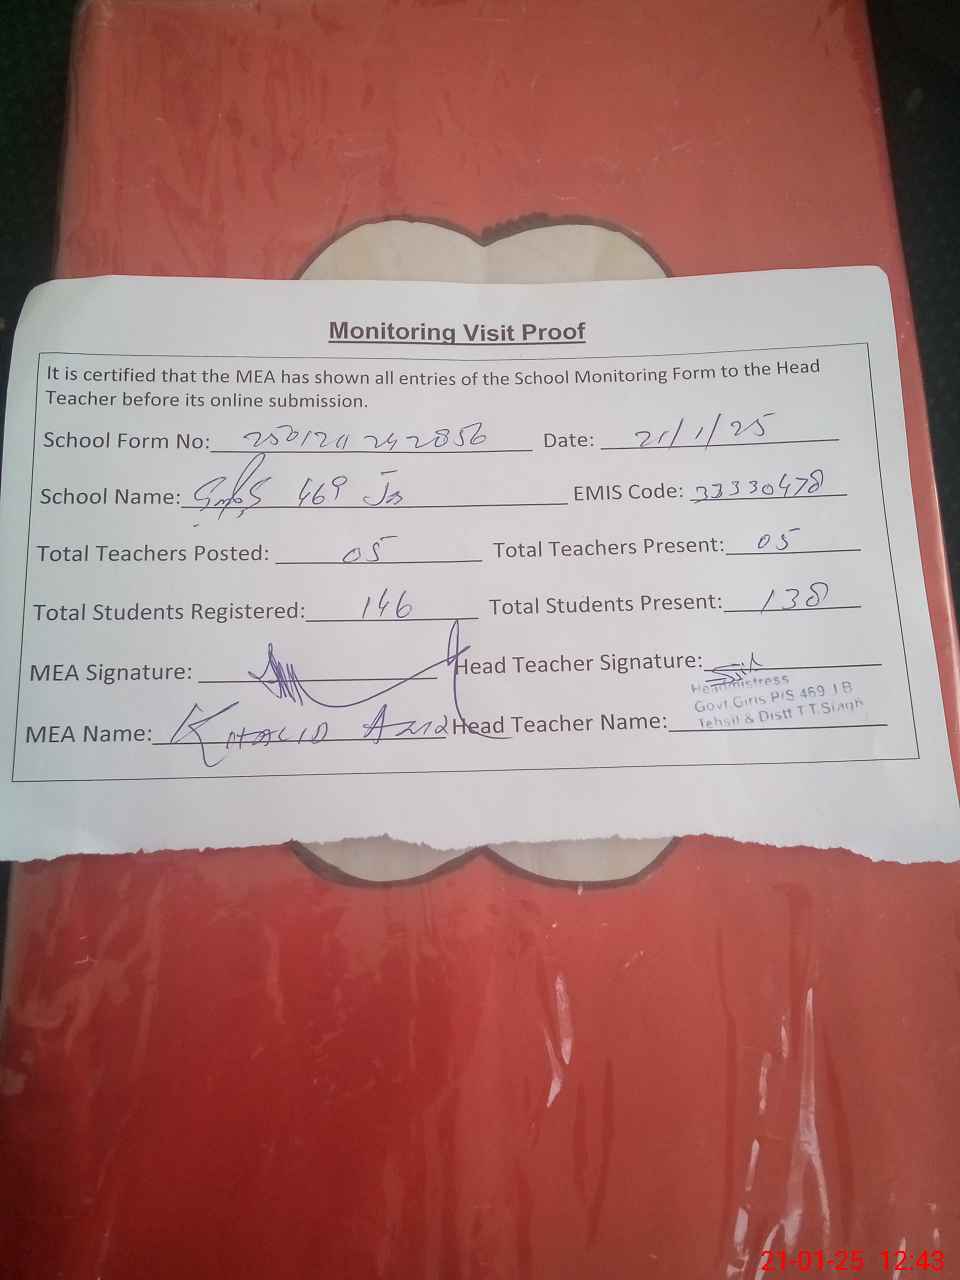 Monitoring Visit Proof
It is certified that the MEA has shown all entries of the School Monitoring Form to the Head
Teacher before its online submission.
School Form No: 250121242856 Date: 21/1/25
School Name: 469 JB EMIS Code: 33330478
Total Teachers Posted: 05 Total Teachers Present: 05
Total Students Registered: 146 Total Students Present: 138
MEA Signature: Head Teacher Signature:
Headmistress
Govt Girls P/S 469 J B
Tehsil & Distt T.T.Singh
MEA Name: KHALID Head Teacher Name:
21-01-25 12:43